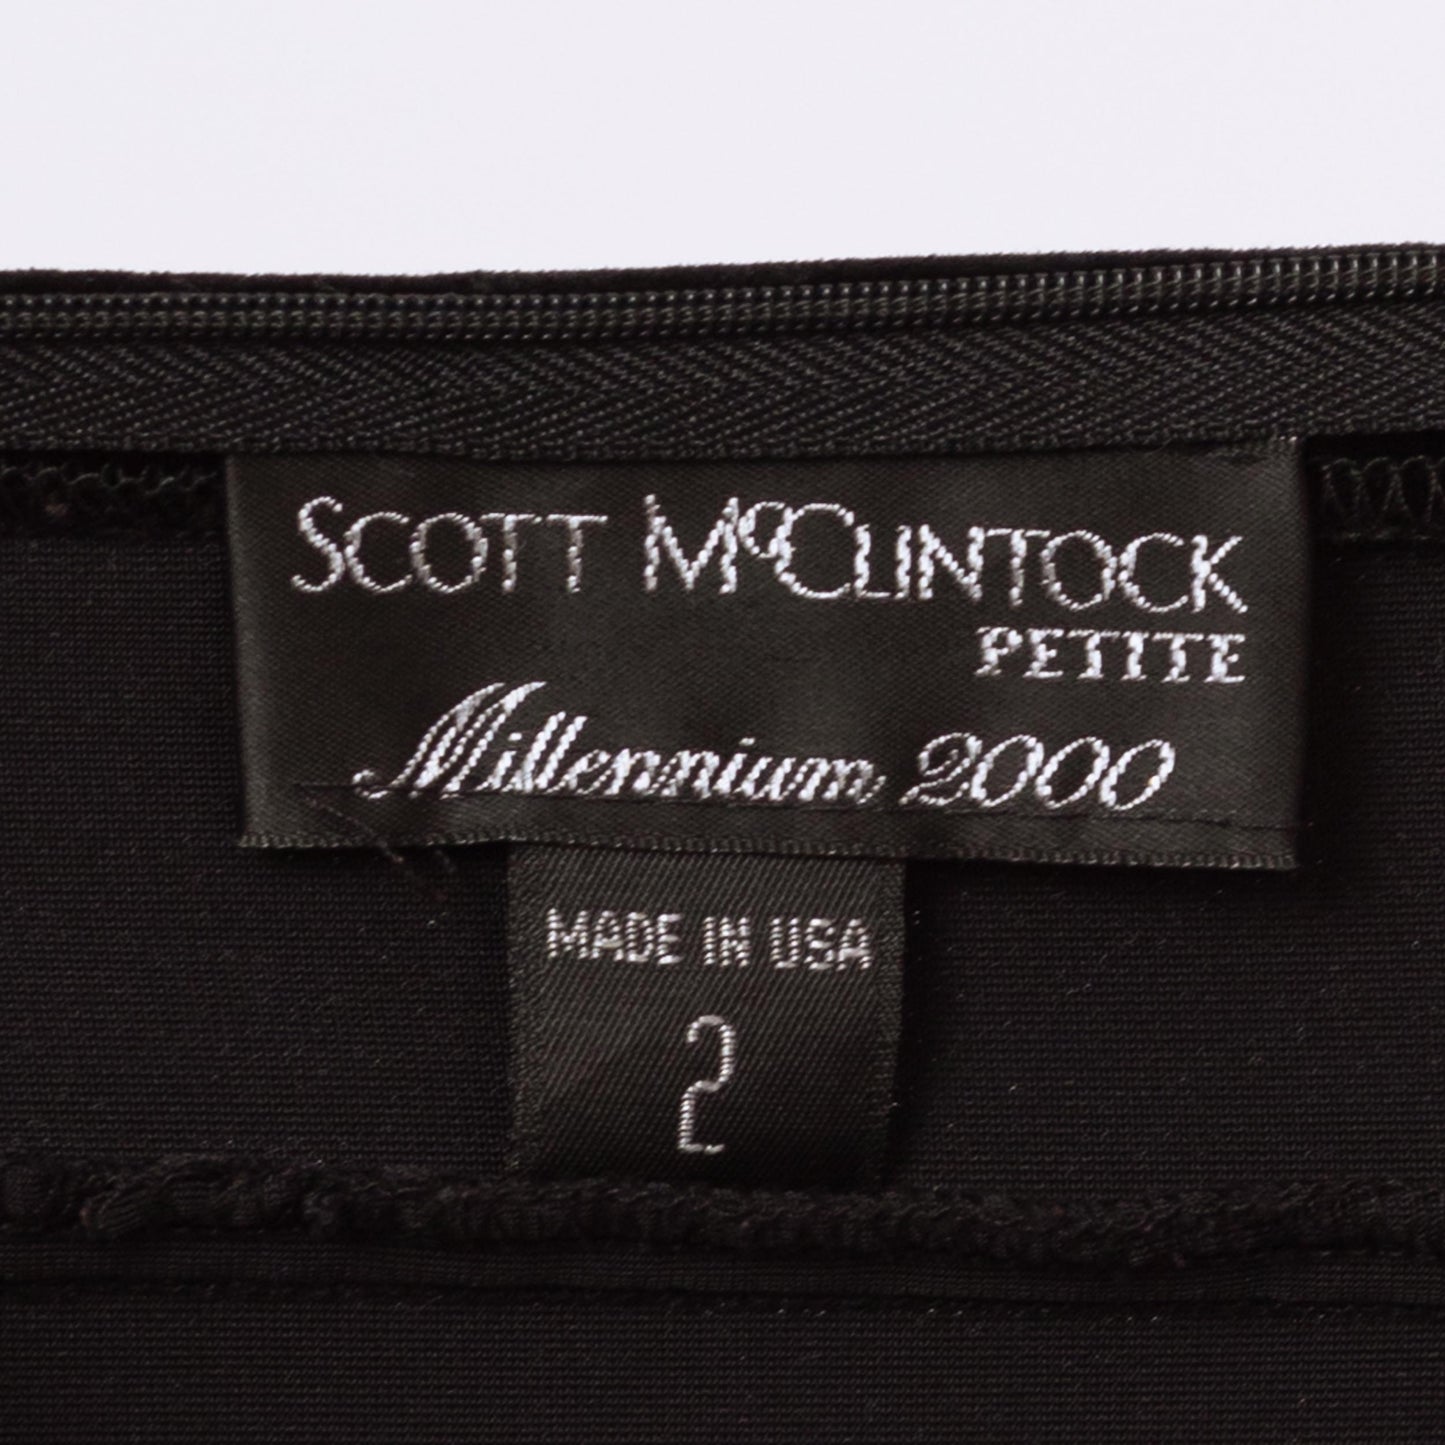 SCOTT McCLINTOCK
PETITE
Millennium 2000
MADE IN USA
2